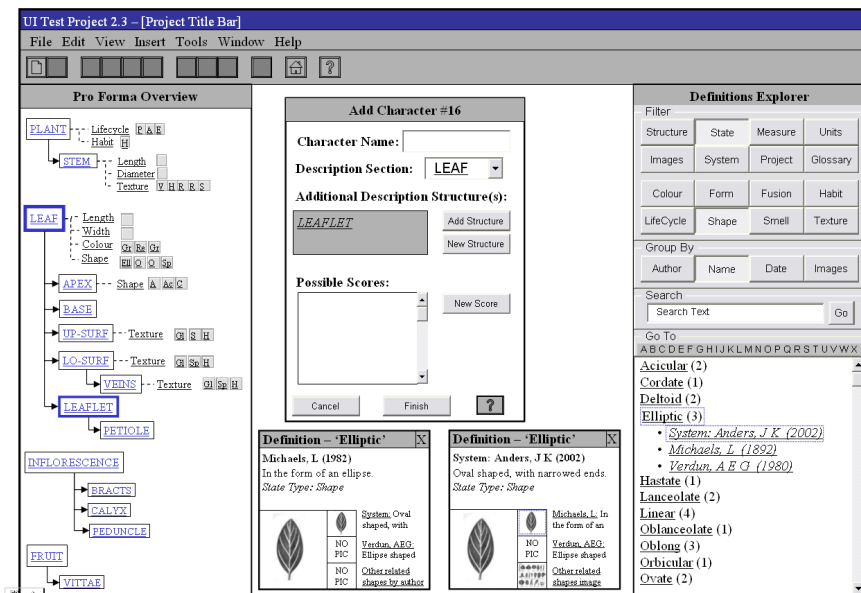 UI Test Project 2.3 – [Project Title Bar]
File Edit View Insert Tools Window Help
?
Pro Forma Overview
PLANT Lifecycle P A E
Habit H
STEM Length
Diameter
Texture V H R R S
LEAF Length
Width
Colour Gr Re Gr
Shape Ell O O Sp
APEX Shape A Ac C
BASE
UP-SURF Texture Gl S H
LO-SURF Texture Gl Sp H
VEINS Texture Gl Sp H
LEAFLET
PETIOLE
INFLORESCENCE
BRACTS
CALYX
PEDUNCLE
FRUIT
VITTAE
Add Character #16
Character Name:
Description Section: LEAF
Additional Description Structure(s):
LEAFLET
Add Structure
New Structure
Possible Scores:
New Score
Cancel Finish ?
Definition – ‘Elliptic’ X
Michaels, L (1982)
In the form of an ellipse.
State Type: Shape
System: Oval
shaped, with
NO PIC
Verdun, AEG:
Ellipse shaped
NO PIC
Other related
shapes by author
Definition – ‘Elliptic’ X
System: Anders, J K (2002)
Oval shaped, with narrowed ends.
State Type: Shape
Michaels, L: In
the form of an
NO PIC
Verdun, AEG:
Ellipse shaped
Other related
shapes image
Definitions Explorer
Filter
Structure State Measure Units
Images System Project Glossary
Colour Form Fusion Habit
LifeCycle Shape Smell Texture
Group By
Author Name Date Images
Search
Search Text Go
Go To
A B C D E F G H I J K L M N O P Q R S T U V W X
Acicular (2)
Cordate (1)
Deltoid (2)
Elliptic (3)
• System: Anders, J K (2002)
• Michaels, L (1892)
• Verdun, A E G (1980)
Hastate (1)
Lanceolate (2)
Linear (4)
Oblanceolate (1)
Oblong (3)
Orbicular (1)
Ovate (2)